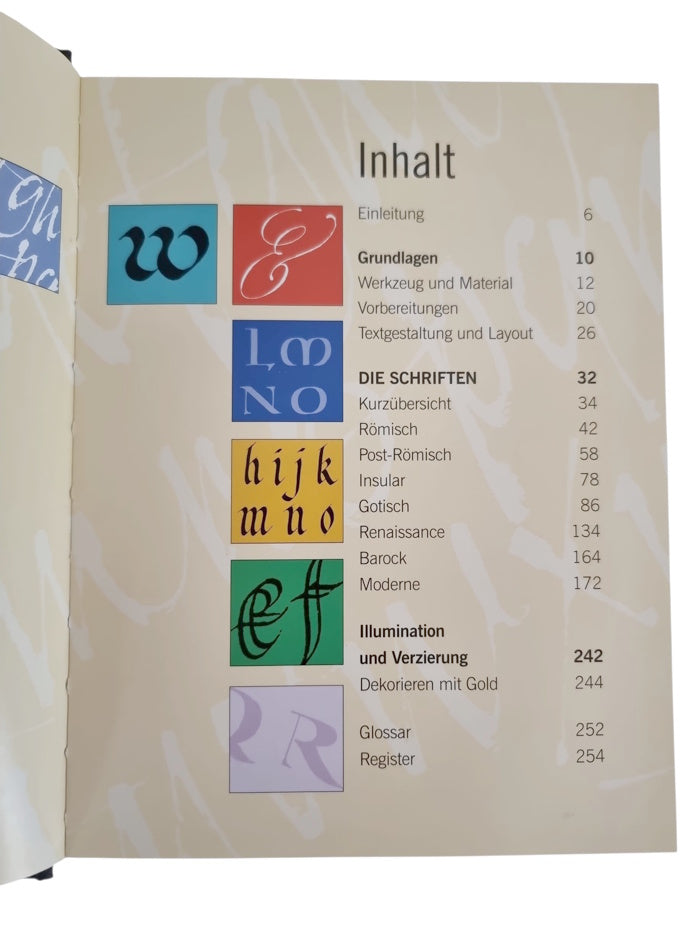 gh
Inhalt
Einleitung 6
Grundlagen 10
Werkzeug und Material 12
Vorbereitungen 20
Textgestaltung und Layout 26
DIE SCHRIFTEN 32
Kurzübersicht 34
Römisch 42
Post-Römisch 58
Insular 78
Gotisch 86
Renaissance 134
Barock 164
Moderne 172
Illumination
und Verzierung 242
Dekorieren mit Gold 244
Glossar 252
Register 254
w
&
L m
N O
h i j k
m n o
R